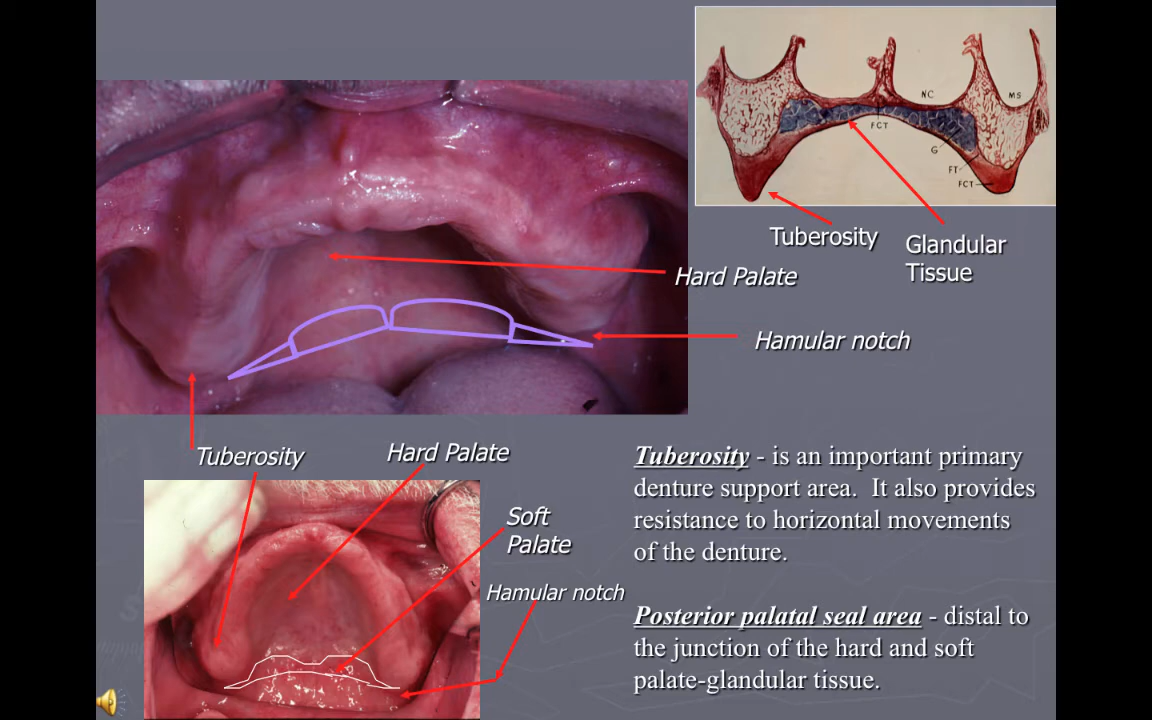 NC
MS
FCT
G
FT
FCT
Tuberosity
Glandular
Tissue
Hard Palate
Hamular notch
Tuberosity
Hard Palate
Soft
Palate
Hamular notch
Tuberosity - is an important primary
denture support area. It also provides
resistance to horizontal movements
of the denture.
Posterior palatal seal area - distal to
the junction of the hard and soft
palate-glandular tissue.